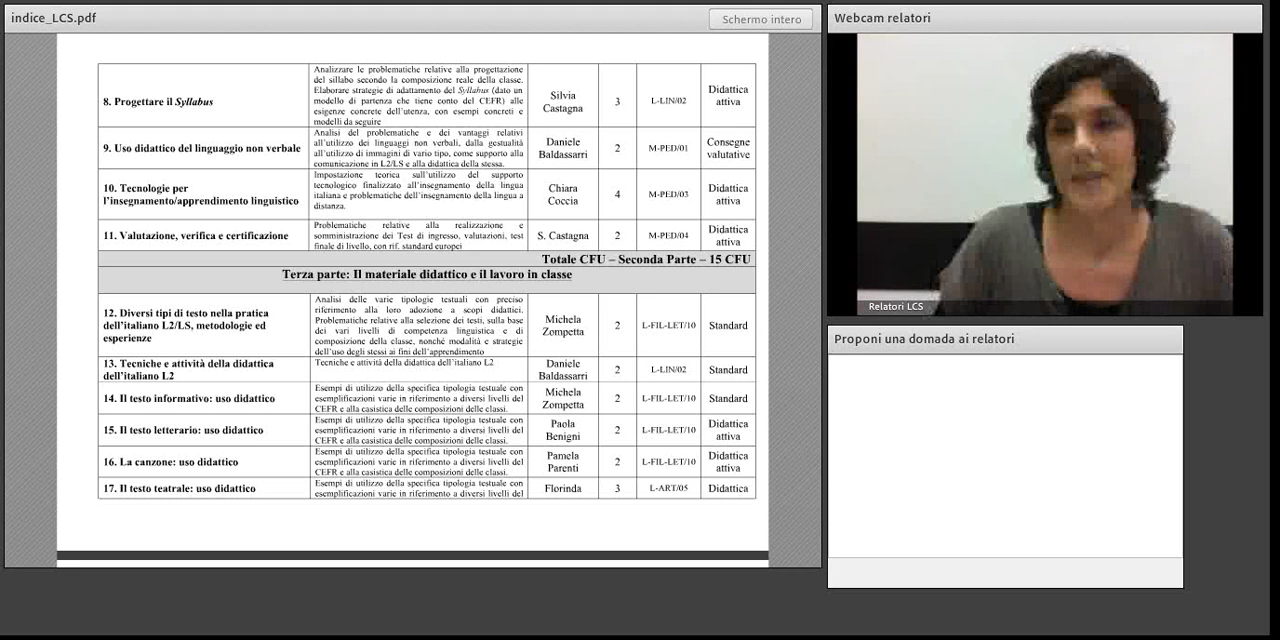 indice_LCS.pdf
Schermo intero
8. Progettare il Syllabus
Analizzare le problematiche relative alla progettazione
del sillabo secondo la composizione reale della classe.
Elaborare strategie di adattamento del Syllabus (dato un
modello di partenza che tiene conto del CEFR) alle
esigenze concrete dell'utenza, con esempi concreti e
modelli da seguire
Silvia
Castagna
3
L-LIN/02
Didattica
attiva
9. Uso didattico del linguaggio non verbale
Analisi del problematiche e dei vantaggi relativi
all'utilizzo dei linguaggi non verbali, dalla gestualità
all'utilizzo di immagini di vario tipo, come supporto alla
comunicazione in L2/LS e alla didattica della stessa.
Daniele
Baldassarri
2
M-PED/01
Consegne
valutative
10. Tecnologie per
l'insegnamento/apprendimento linguistico
Impostazione teorica sull'utilizzo del supporto
tecnologico finalizzato all'insegnamento della lingua
italiana e problematiche dell'insegnamento della lingua a
distanza.
Chiara
Coccia
4
M-PED/03
Didattica
attiva
11. Valutazione, verifica e certificazione
Problematiche relative alla realizzazione e
somministrazione dei Test di ingresso, valutazioni, test
finale di livello, con rif. standard europei
S. Castagna
2
M-PED/04
Didattica
attiva
Totale CFU – Seconda Parte – 15 CFU
Terza parte: Il materiale didattico e il lavoro in classe
12. Diversi tipi di testo nella pratica
dell'italiano L2/LS, metodologie ed
esperienze
Analisi delle varie tipologie testuali con preciso
riferimento alla loro adozione a scopi didattici.
Problematiche relative alla selezione dei testi, sulla base
dei vari livelli di competenza linguistica e di
composizione della classe, nonché modalità e strategie
dell'uso degli stessi ai fini dell'apprendimento
Michela
Zompetta
2
L-FIL-LET/10
Standard
13. Tecniche e attività della didattica
dell'italiano L2
Tecniche e attività della didattica dell'italiano L2
Daniele
Baldassarri
2
L-LIN/02
Standard
14. Il testo informativo: uso didattico
Esempi di utilizzo della specifica tipologia testuale con
esemplificazioni varie in riferimento a diversi livelli del
CEFR e alla casistica delle composizioni delle classi.
Michela
Zompetta
2
L-FIL-LET/10
Standard
15. Il testo letterario: uso didattico
Esempi di utilizzo della specifica tipologia testuale con
esemplificazioni varie in riferimento a diversi livelli del
CEFR e alla casistica delle composizioni delle classi.
Paola
Benigni
2
L-FIL-LET/10
Didattica
attiva
16. La canzone: uso didattico
Esempi di utilizzo della specifica tipologia testuale con
esemplificazioni varie in riferimento a diversi livelli del
CEFR e alla casistica delle composizioni delle classi.
Pamela
Parenti
2
L-FIL-LET/10
Didattica
attiva
17. Il testo teatrale: uso didattico
Esempi di utilizzo della specifica tipologia testuale con
esemplificazioni varie in riferimento a diversi livelli del
Florinda
3
L-ART/05
Didattica
Webcam relatori
Relatori LCS
Proponi una domada ai relatori